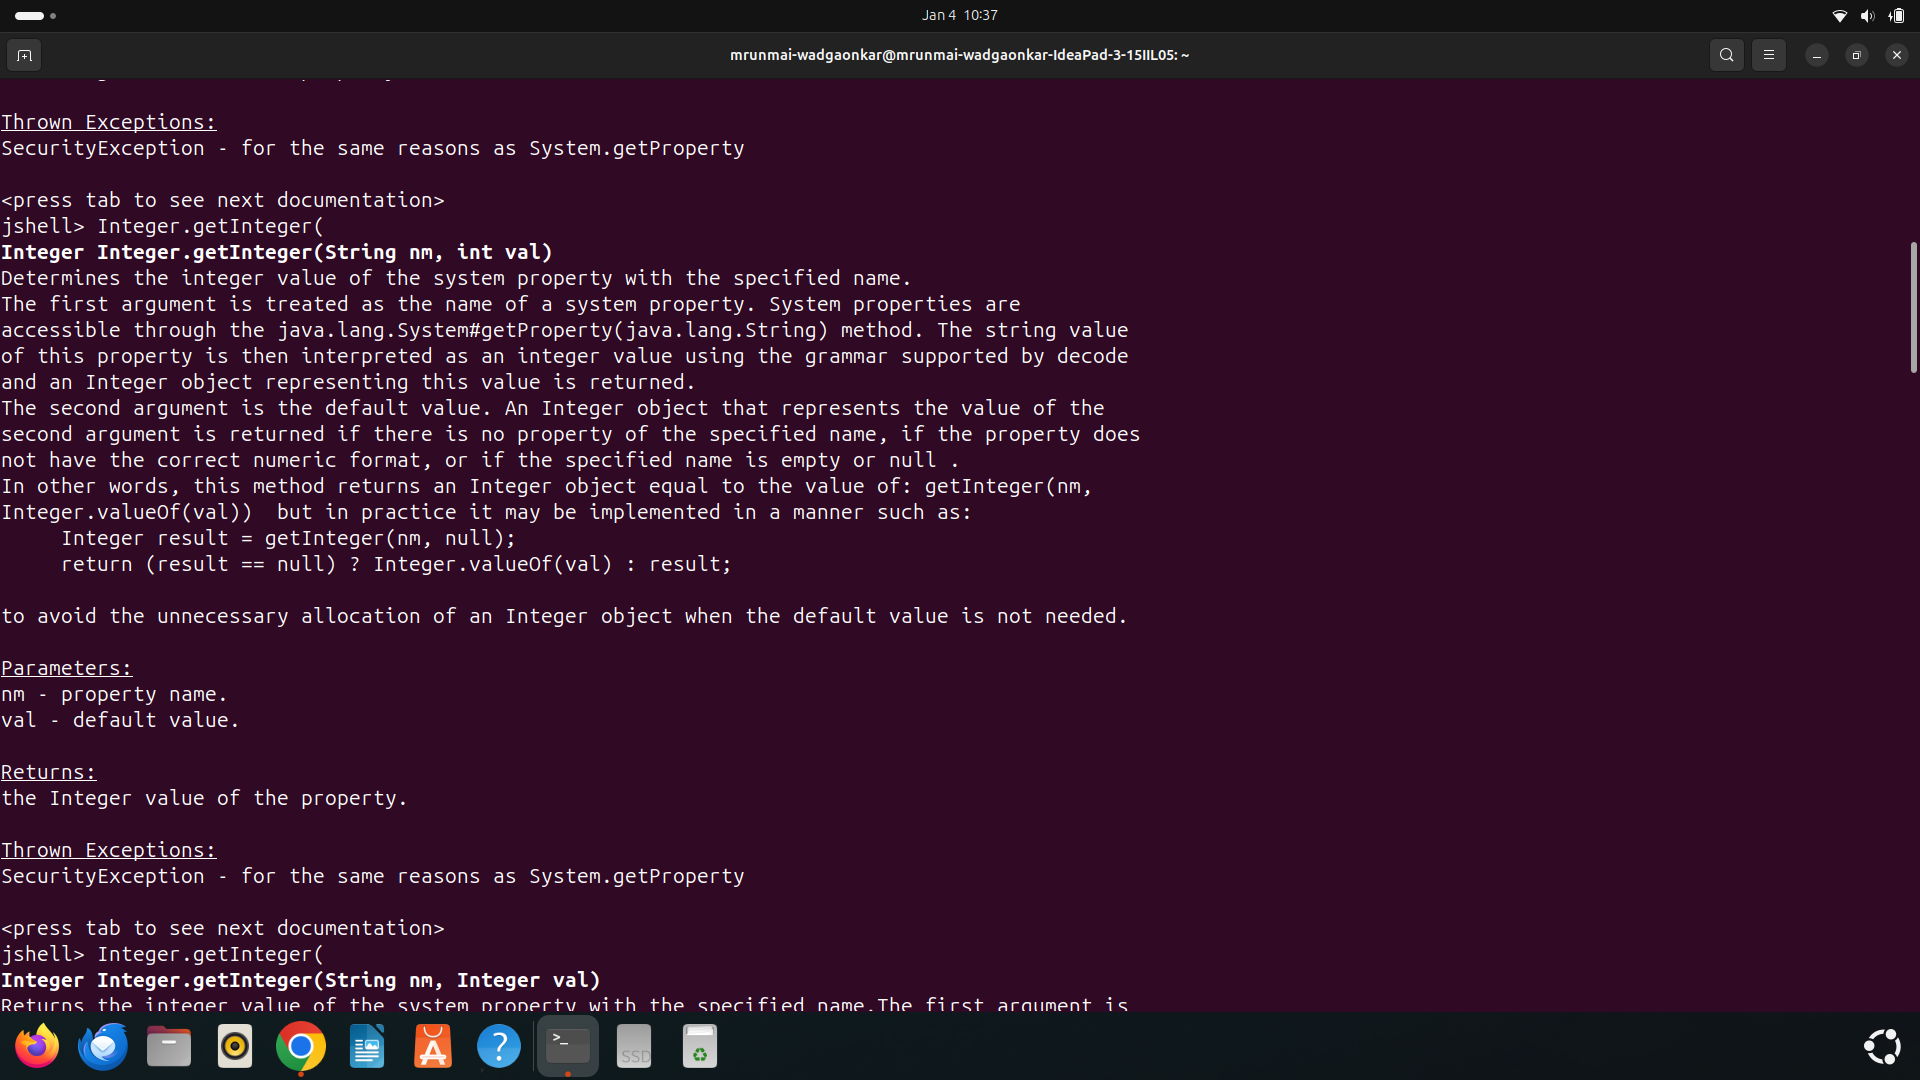 Jan 4 10:37
mrunmai-wadgaonkar@mrunmai-wadgaonkar-IdeaPad-3-15IIL05: ~
Thrown Exceptions:
SecurityException - for the same reasons as System.getProperty
<press tab to see next documentation>
jshell> Integer.getInteger(
Integer Integer.getInteger(String nm, int val)
Determines the integer value of the system property with the specified name.
The first argument is treated as the name of a system property. System properties are
accessible through the java.lang.System#getProperty(java.lang.String) method. The string value
of this property is then interpreted as an integer value using the grammar supported by decode
and an Integer object representing this value is returned.
The second argument is the default value. An Integer object that represents the value of the
second argument is returned if there is no property of the specified name, if the property does
not have the correct numeric format, or if the specified name is empty or null .
In other words, this method returns an Integer object equal to the value of: getInteger(nm,
Integer.valueOf(val))  but in practice it may be implemented in a manner such as:
     Integer result = getInteger(nm, null);
     return (result == null) ? Integer.valueOf(val) : result;
to avoid the unnecessary allocation of an Integer object when the default value is not needed.
Parameters:
nm - property name.
val - default value.
Returns:
the Integer value of the property.
Thrown Exceptions:
SecurityException - for the same reasons as System.getProperty
<press tab to see next documentation>
jshell> Integer.getInteger(
Integer Integer.getInteger(String nm, Integer val)
Returns the integer value of the system property with the specified name.The first argument is
>_
SSD